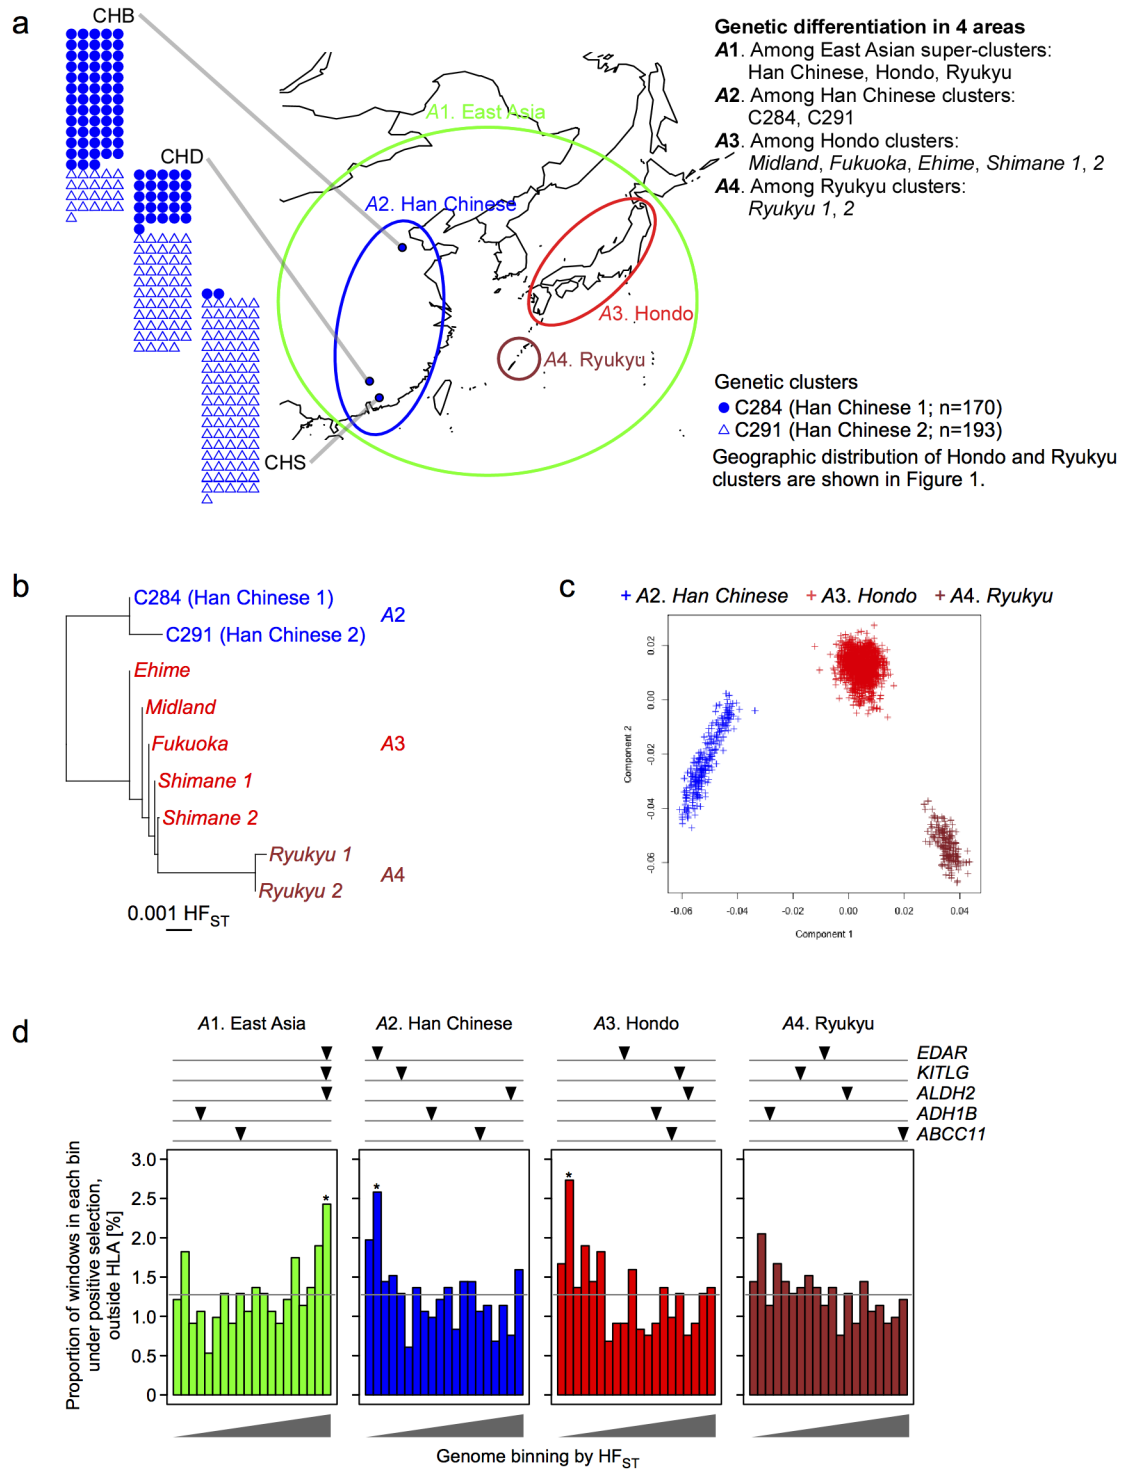 a
CHB
CHD
CHS
A1. East Asia
A2. Han Chinese
A3. Hondo
A4. Ryukyu
Genetic differentiation in 4 areas
A1. Among East Asian super-clusters:
Han Chinese, Hondo, Ryukyu
A2. Among Han Chinese clusters:
C284, C291
A3. Among Hondo clusters:
Midland, Fukuoka, Ehime, Shimane 1, 2
A4. Among Ryukyu clusters:
Ryukyu 1, 2
Genetic clusters
C284 (Han Chinese 1; n=170)
C291 (Han Chinese 2; n=193)
Geographic distribution of Hondo and Ryukyu
clusters are shown in Figure 1.
b
C284 (Han Chinese 1)
A2
C291 (Han Chinese 2)
Ehime
Midland
Fukuoka
A3
Shimane 1
Shimane 2
Ryukyu 1
A4
Ryukyu 2
0.001 HFST
c
+ A2. Han Chinese + A3. Hondo + A4. Ryukyu
Component 2
0.02
0.00
-0.02
-0.04
-0.06
-0.06 -0.04 -0.02 0.00 0.02 0.04
Component 1
d
A1. East Asia A2. Han Chinese A3. Hondo A4. Ryukyu
EDAR
KITLG
ALDH2
ADH1B
ABCC11
Proportion of windows in each bin
under positive selection,
outside HLA [%]
3.0
2.5
2.0
1.5
1.0
0.5
0
*
*
*
Genome binning by HFST